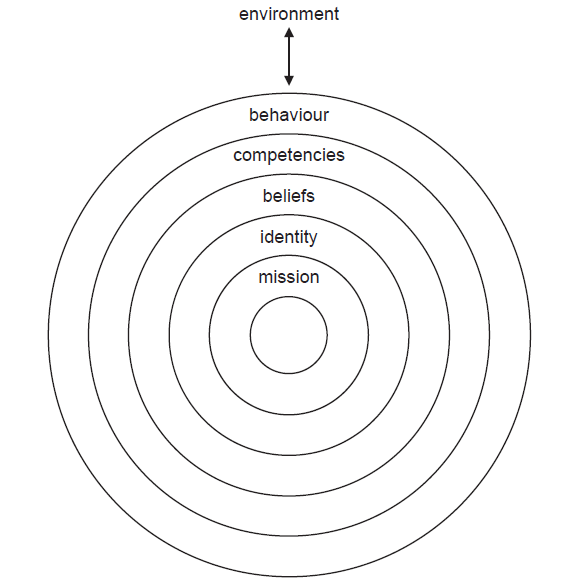 environment
behaviour
competencies
beliefs
identity
mission